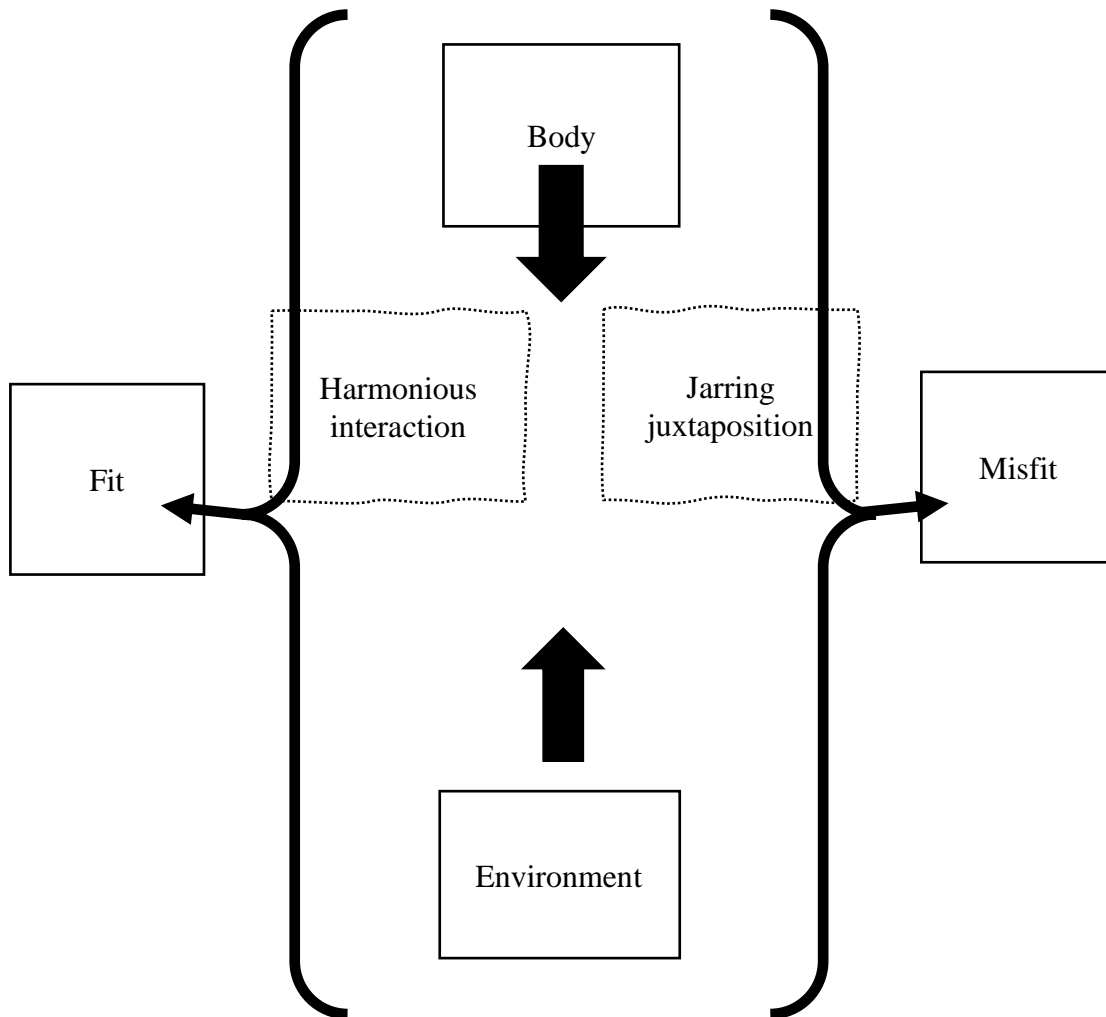 Body
Harmonious
interaction
Jarring
juxtaposition
Fit
Misfit
Environment